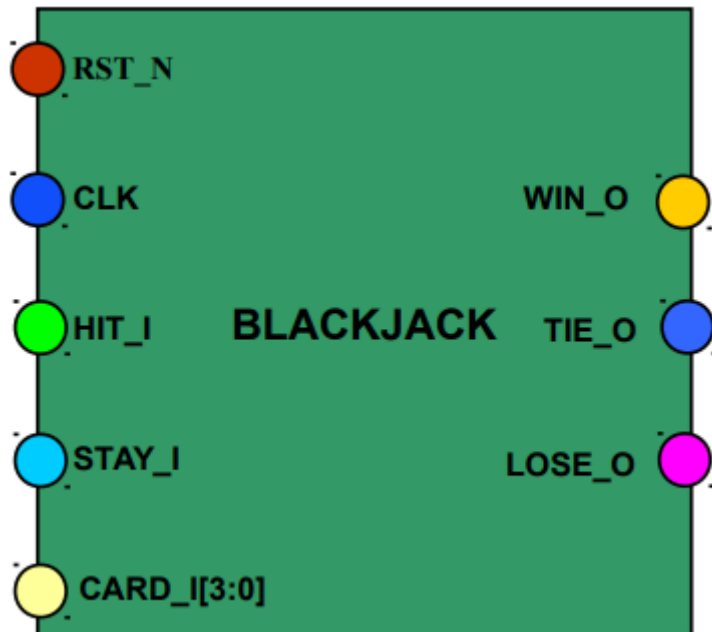 RST_N
CLK
WIN_O
HIT_I
BLACKJACK
TIE_O
STAY_I
LOSE_O
CARD_I[3:0]